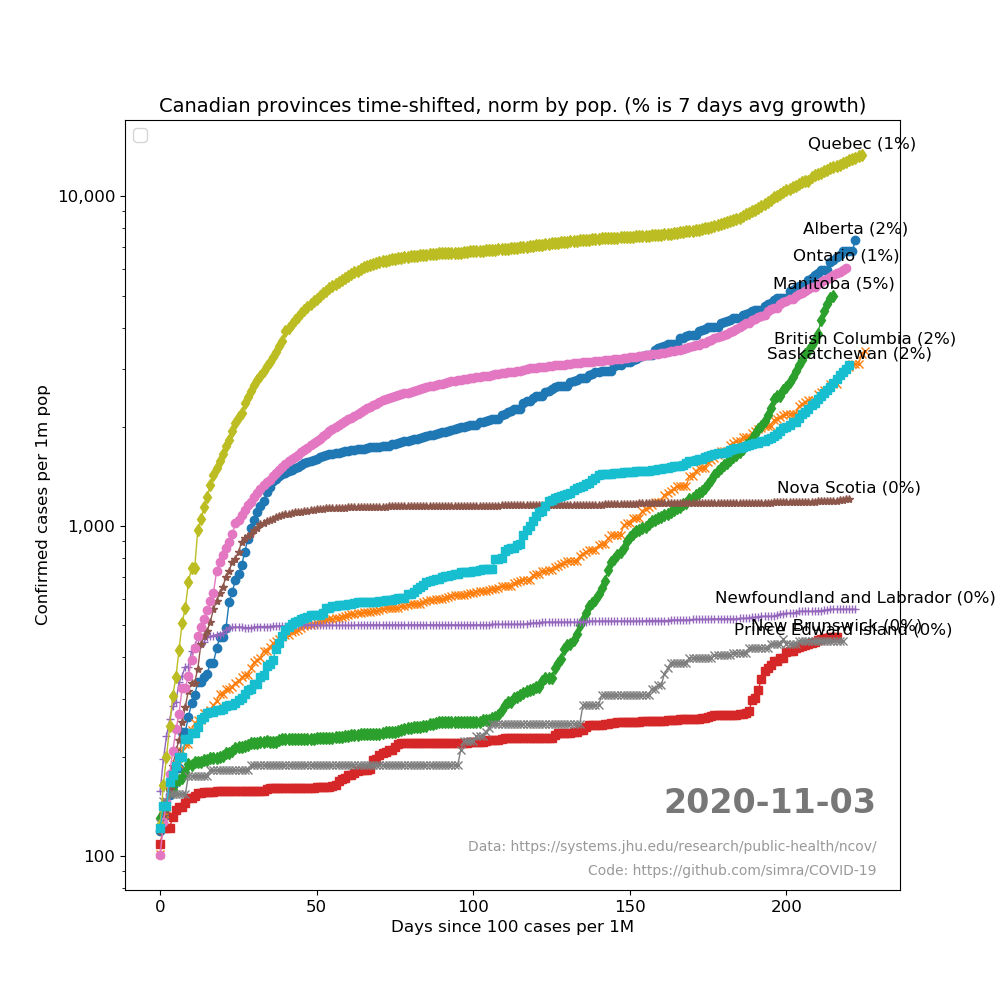 Canadian provinces time-shifted, norm by pop. (% is 7 days avg growth)
Quebec (1%)
Alberta (2%)
Ontario (1%)
Manitoba (5%)
British Columbia (2%)
Saskatchewan (2%)
Nova Scotia (0%)
Newfoundland and Labrador (0%)
New Brunswick (0%)
Prince Edward Island (0%)
10,000
1,000
100
Confirmed cases per 1m pop
2020-11-03
Data: https://systems.jhu.edu/research/public-health/ncov/
Code: https://github.com/simra/COVID-19
0 50 100 150 200
Days since 100 cases per 1M